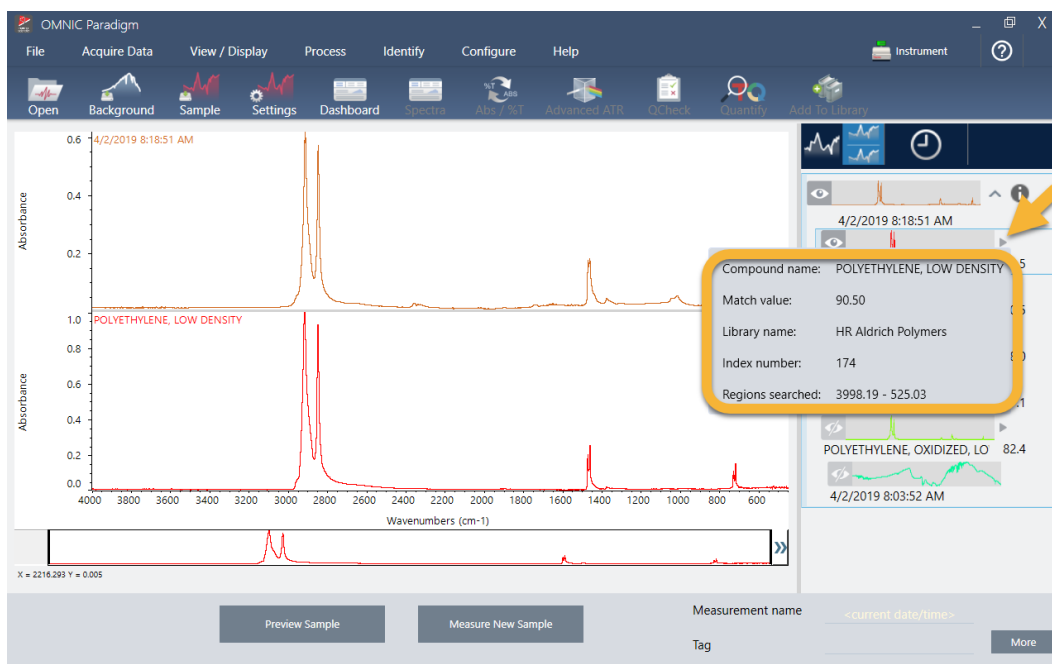 OMNIC Paradigm
File Acquire Data View / Display Process Identify Configure Help Instrument ?
Open Background Sample Settings Dashboard Spectra Abs / %T Advanced ATR QCheck Quantify Add To Library
%T ABS
4/2/2019 8:18:51 AM
Absorbance
0.6
0.4
0.2
POLYETHYLENE, LOW DENSITY
Absorbance
1.0
0.8
0.6
0.4
0.2
0.0
4000 3800 3600 3400 3200 3000 2800 2600 2400 2200 2000 1800 1600 1400 1200 1000 800 600
Wavenumbers (cm-1)
X = 2216.293 Y = 0.005
4/2/2019 8:18:51 AM
Compound name: POLYETHYLENE, LOW DENSITY
Match value: 90.50
Library name: HR Aldrich Polymers
Index number: 174
Regions searched: 3998.19 - 525.03
POLYETHYLENE, OXIDIZED, LO 82.4
4/2/2019 8:03:52 AM
Preview Sample Measure New Sample
Measurement name <current date/time>
Tag
More